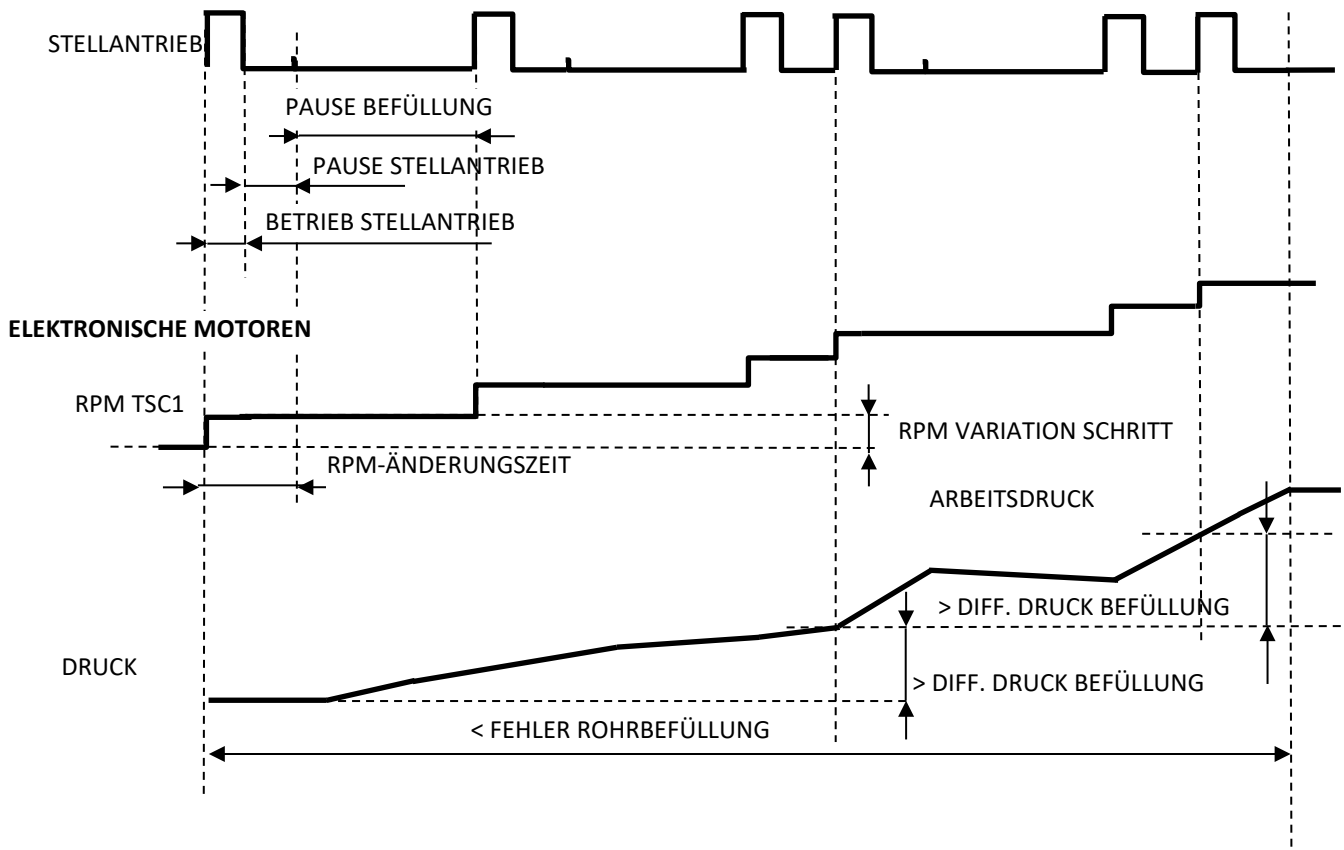 STELLANTRIEB
PAUSE BEFÜLLUNG
PAUSE STELLANTRIEB
BETRIEB STELLANTRIEB
ELEKTRONISCHE MOTOREN
RPM TSC1
RPM VARIATION SCHRITT
RPM-ÄNDERUNGSZEIT
ARBEITSDRUCK
> DIFF. DRUCK BEFÜLLUNG
DRUCK
> DIFF. DRUCK BEFÜLLUNG
< FEHLER ROHRBEFÜLLUNG